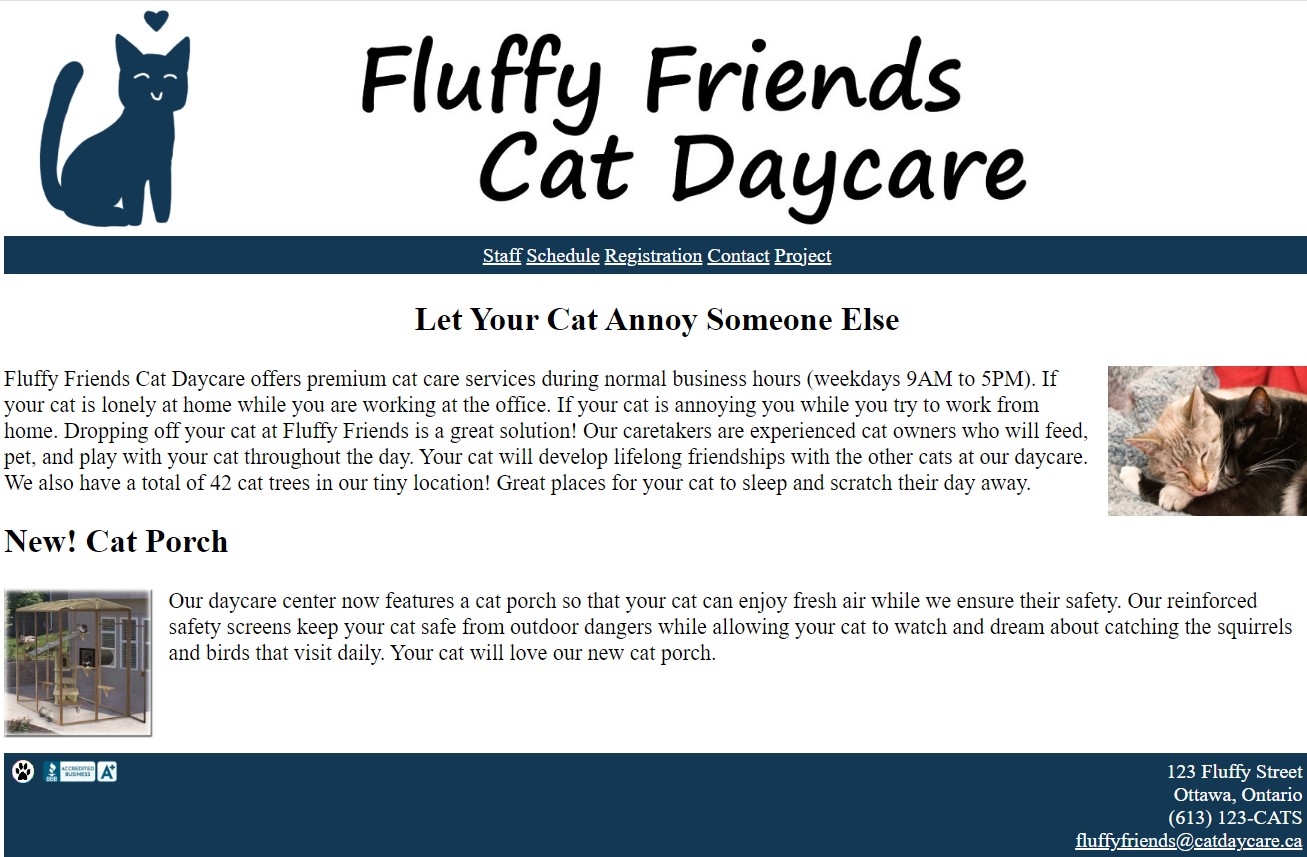 Fluffy Friends
Cat Daycare
Staff Schedule Registration Contact Project
Let Your Cat Annoy Someone Else
Fluffy Friends Cat Daycare offers premium cat care services during normal business hours (weekdays 9AM to 5PM). If
your cat is lonely at home while you are working at the office. If your cat is annoying you while you try to work from
home. Dropping off your cat at Fluffy Friends is a great solution! Our caretakers are experienced cat owners who will feed,
pet, and play with your cat throughout the day. Your cat will develop lifelong friendships with the other cats at our daycare.
We also have a total of 42 cat trees in our tiny location! Great places for your cat to sleep and scratch their day away.
New! Cat Porch
Our daycare center now features a cat porch so that your cat can enjoy fresh air while we ensure their safety. Our reinforced
safety screens keep your cat safe from outdoor dangers while allowing your cat to watch and dream about catching the squirrels
and birds that visit daily. Your cat will love our new cat porch.
BBB
ACCREDITED
BUSINESS
A+
123 Fluffy Street
Ottawa, Ontario
(613) 123-CATS
fluffyfriends@catdaycare.ca